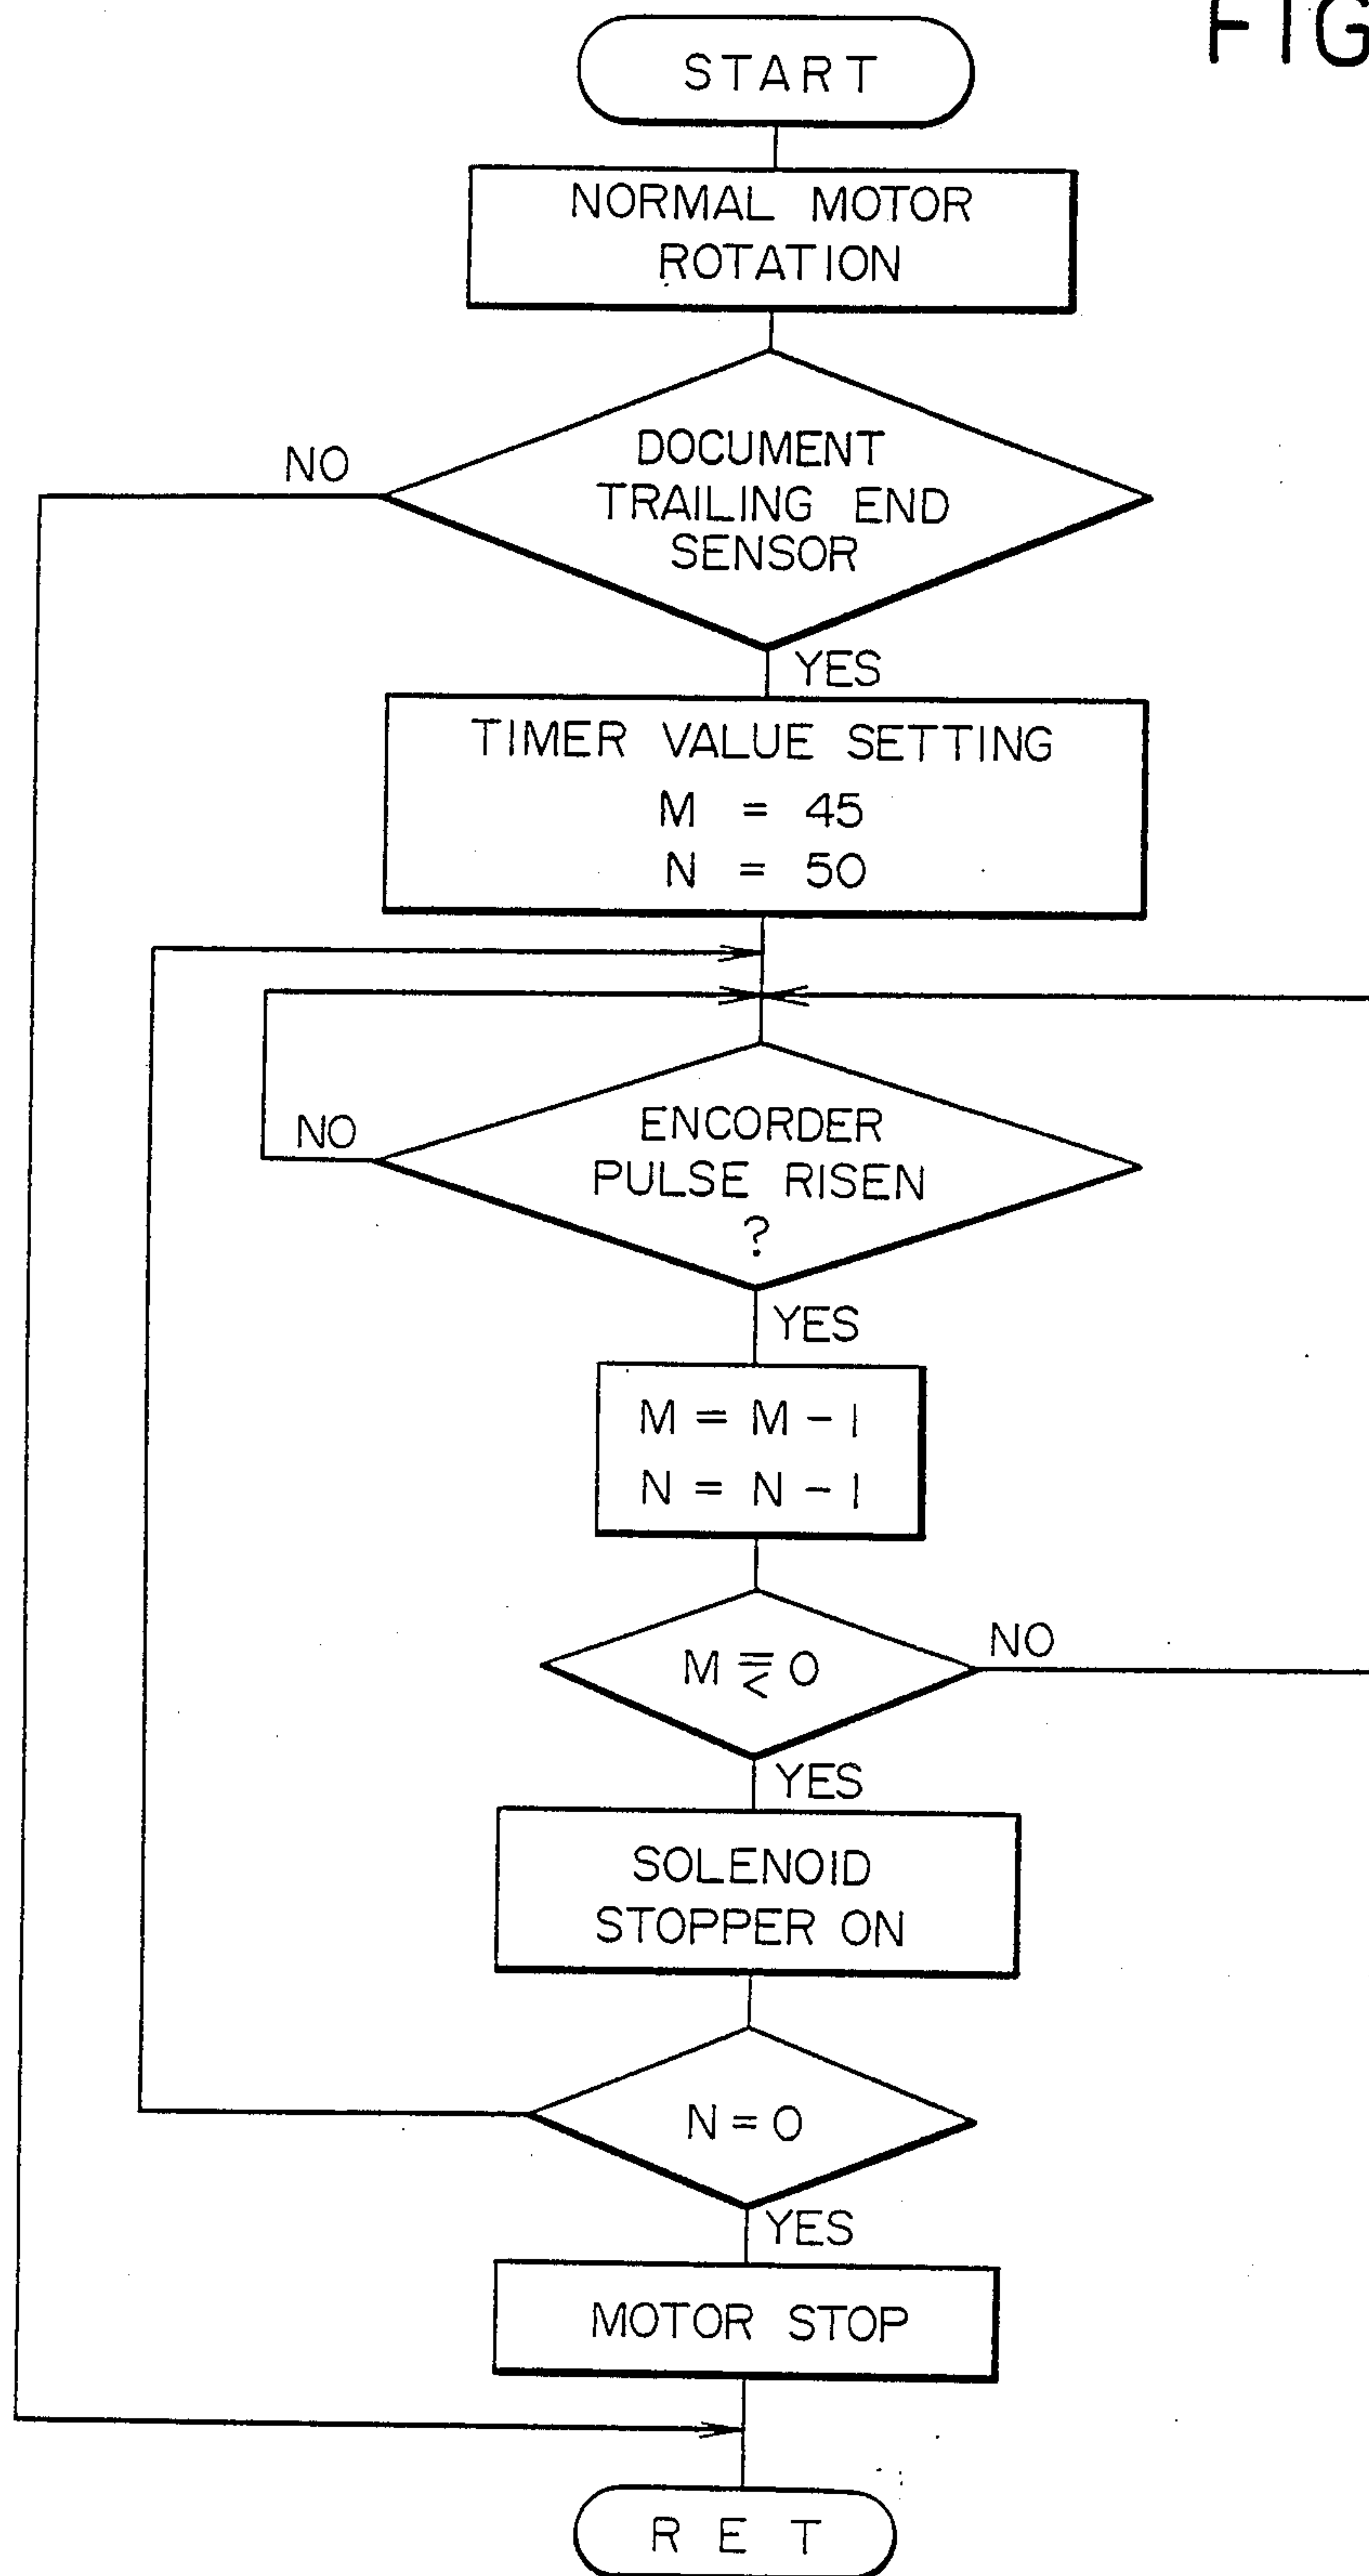 FIG
START
NORMAL MOTOR
ROTATION
DOCUMENT
TRAILING END
SENSOR
NO
YES
TIMER VALUE SETTING
M = 45
N = 50
ENCORDER
PULSE RISEN
?
NO
YES
M = M - 1
N = N - 1
M ≦ 0
NO
YES
SOLENOID
STOPPER ON
N = 0
YES
MOTOR STOP
RET